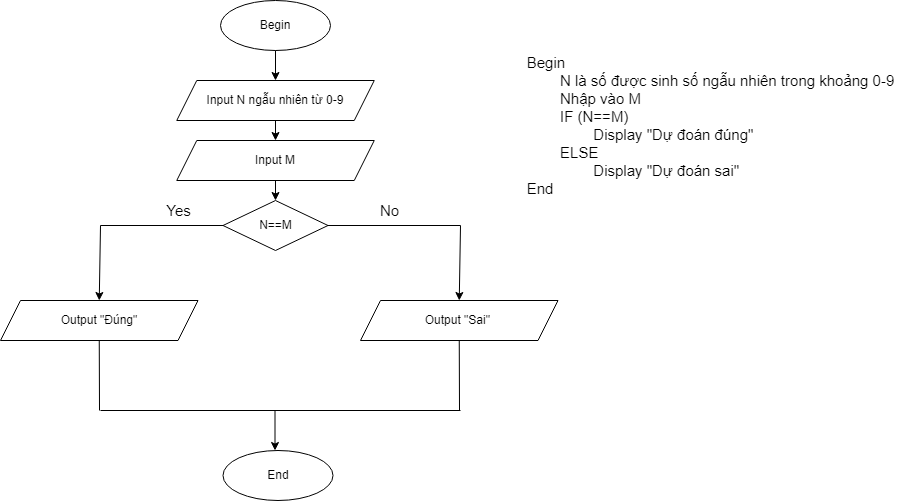 Begin
Input N ngẫu nhiên từ 0-9
Input M
Yes
No
N==M
Output "Đúng"
Output "Sai"
End
Begin
N là số được sinh số ngẫu nhiên trong khoảng 0-9
Nhập vào M
IF (N==M)
Display "Dự đoán đúng"
ELSE
Display "Dự đoán sai"
End